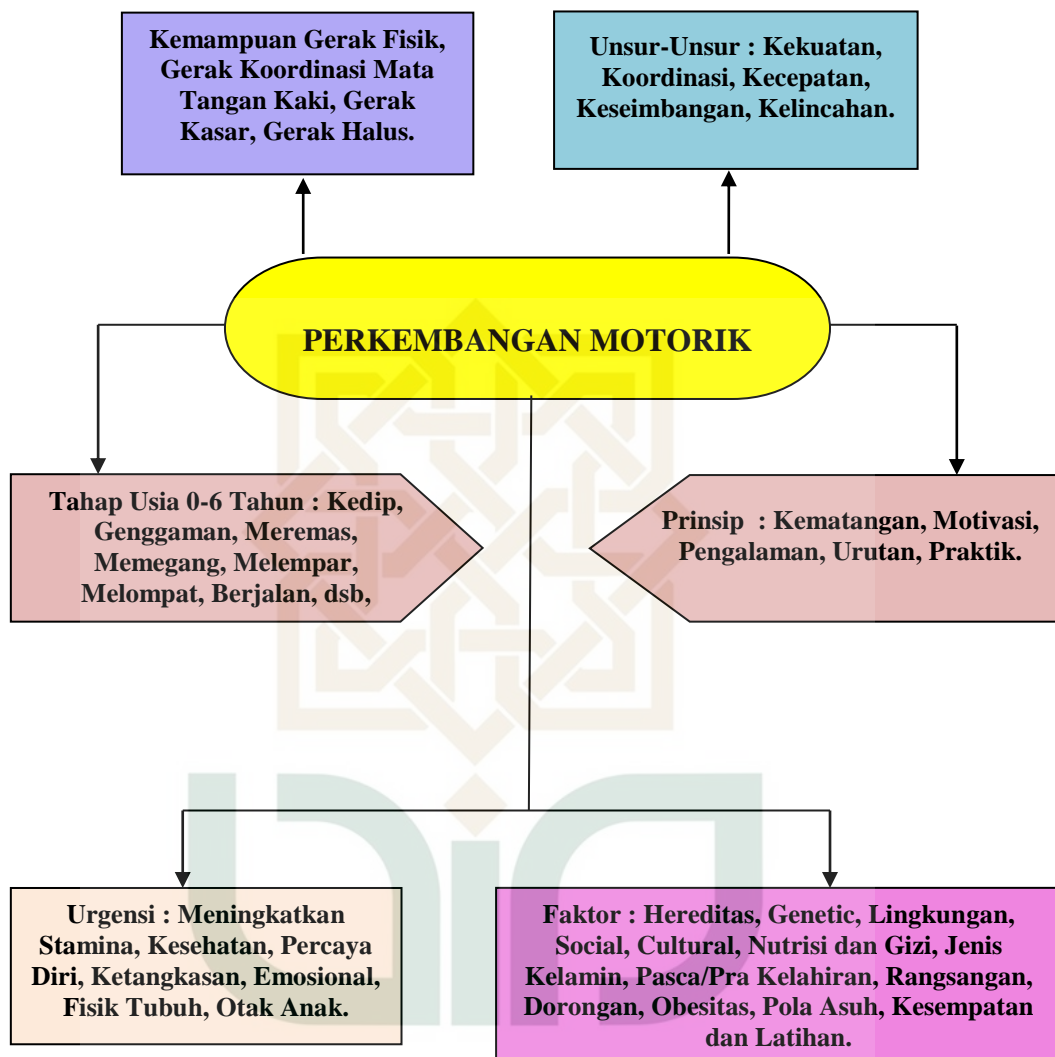 Kemampuan Gerak Fisik,
Gerak Koordinasi Mata
Tangan Kaki, Gerak
Kasar, Gerak Halus.
Unsur-Unsur : Kekuatan,
Koordinasi, Kecepatan,
Keseimbangan, Kelincahan.
PERKEMBANGAN MOTORIK
Tahap Usia 0-6 Tahun : Kedip,
Genggaman, Meremas,
Memegang, Melempar,
Melompat, Berjalan, dsb,
Prinsip : Kematangan, Motivasi,
Pengalaman, Urutan, Praktik.
Urgensi : Meningkatkan
Stamina, Kesehatan, Percaya
Diri, Ketangkasan, Emosional,
Fisik Tubuh, Otak Anak.
Faktor : Hereditas, Genetic, Lingkungan,
Social, Cultural, Nutrisi dan Gizi, Jenis
Kelamin, Pasca/Pra Kelahiran, Rangsangan,
Dorongan, Obesitas, Pola Asuh, Kesempatan
dan Latihan.